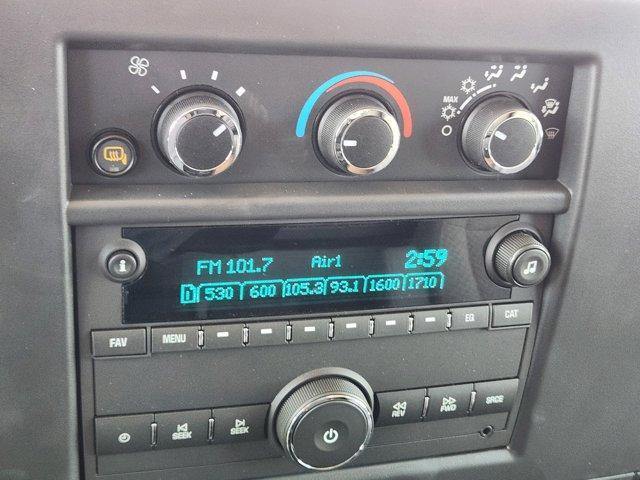 MAX
FM 101.7 Air1 2:59
1 530 600 105.3 93.1 1600 1710
FAV MENU EQ CAT
SEEK SEEK REV FWD SRCE